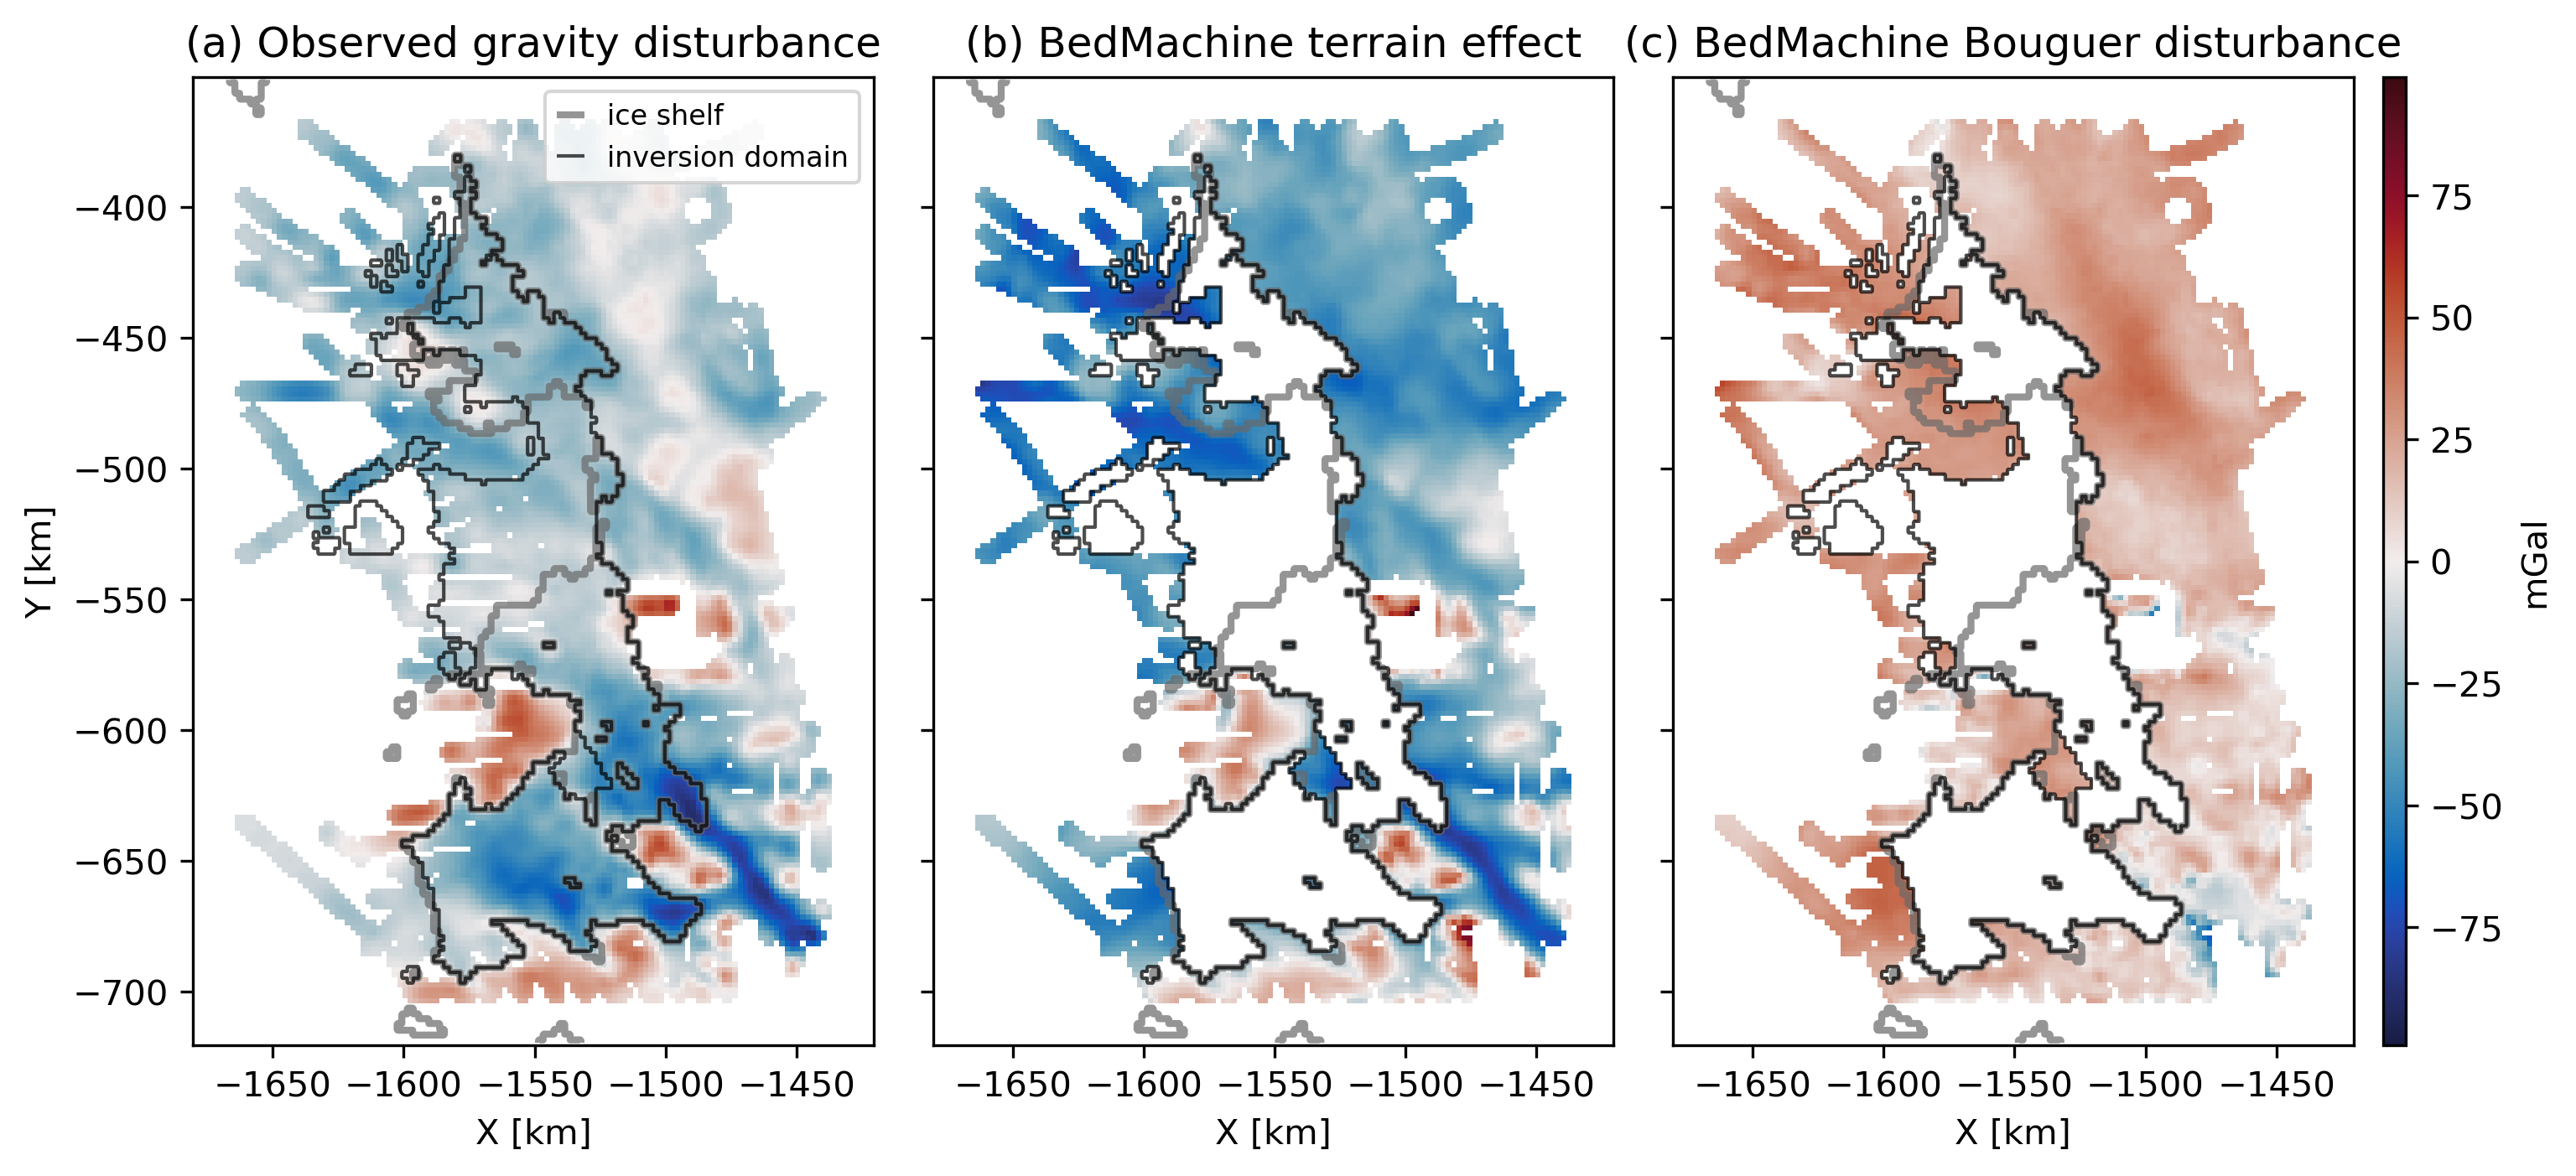 (a) Observed gravity disturbance
(b) BedMachine terrain effect
(c) BedMachine Bouguer disturbance
ice shelf
inversion domain
−400
−450
−500
−550
−600
−650
−700
Y [km]
−1650 −1600 −1550 −1500 −1450
X [km]
−1650 −1600 −1550 −1500 −1450
X [km]
−1650 −1600 −1550 −1500 −1450
X [km]
75
50
25
0
−25
−50
−75
mGal